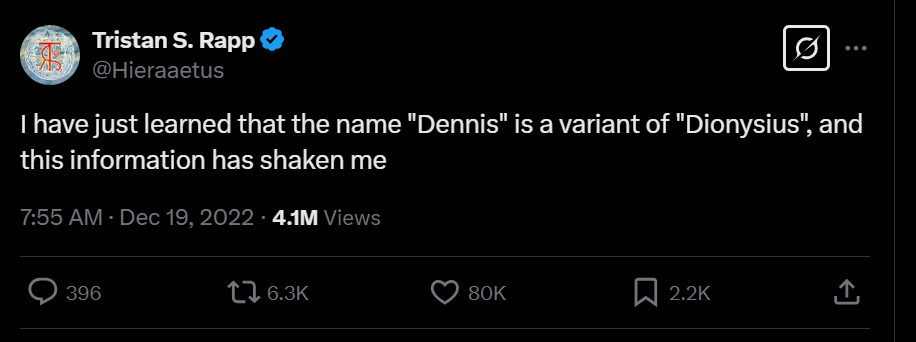 Tristan S. Rapp
@Hieraaetus
I have just learned that the name "Dennis" is a variant of "Dionysius", and
this information has shaken me
7:55 AM · Dec 19, 2022 · 4.1M Views
396 6.3K 80K 2.2K